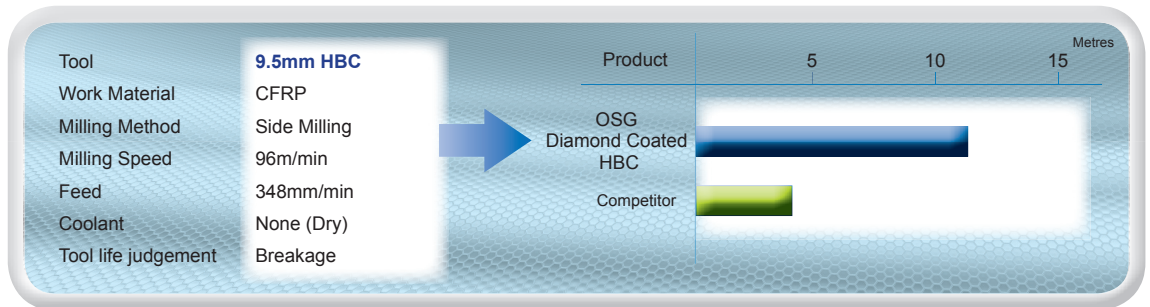 Tool 9.5mm HBC
Work Material CFRP
Milling Method Side Milling
Milling Speed 96m/min
Feed 348mm/min
Coolant None (Dry)
Tool life judgement Breakage
Metres
Product 5 10 15
OSG
Diamond Coated
HBC
Competitor